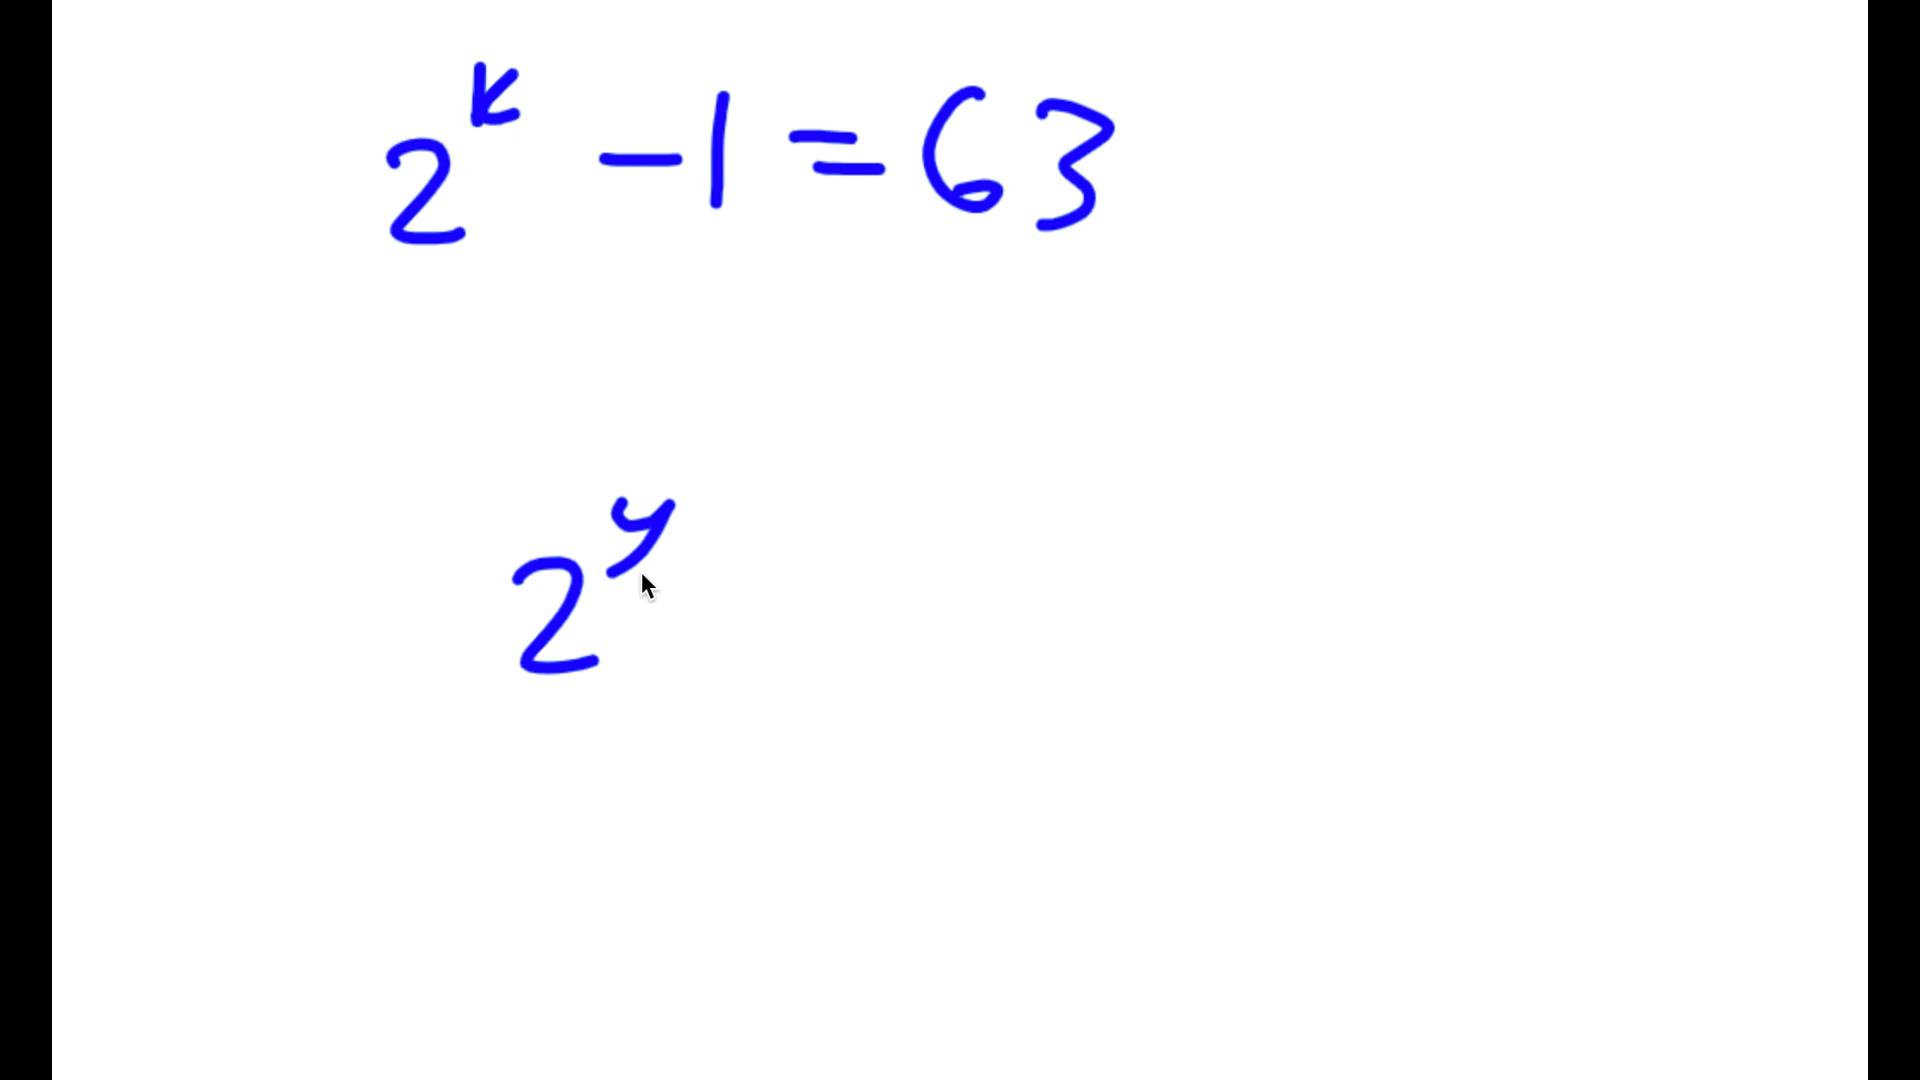 2^k - 1 = 63
2^y